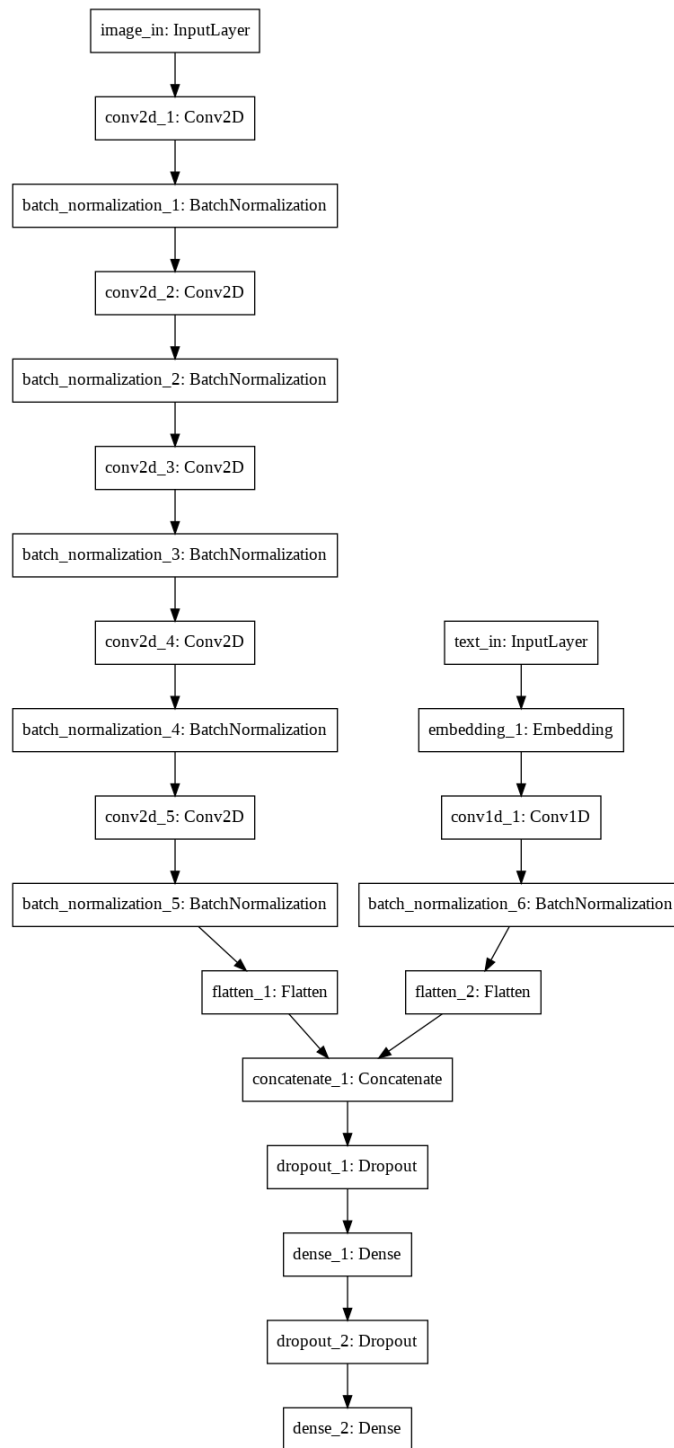 image_in: InputLayer
conv2d_1: Conv2D
batch_normalization_1: BatchNormalization
conv2d_2: Conv2D
batch_normalization_2: BatchNormalization
conv2d_3: Conv2D
batch_normalization_3: BatchNormalization
conv2d_4: Conv2D
text_in: InputLayer
batch_normalization_4: BatchNormalization
embedding_1: Embedding
conv2d_5: Conv2D
conv1d_1: Conv1D
batch_normalization_5: BatchNormalization
batch_normalization_6: BatchNormalization
flatten_1: Flatten
flatten_2: Flatten
concatenate_1: Concatenate
dropout_1: Dropout
dense_1: Dense
dropout_2: Dropout
dense_2: Dense